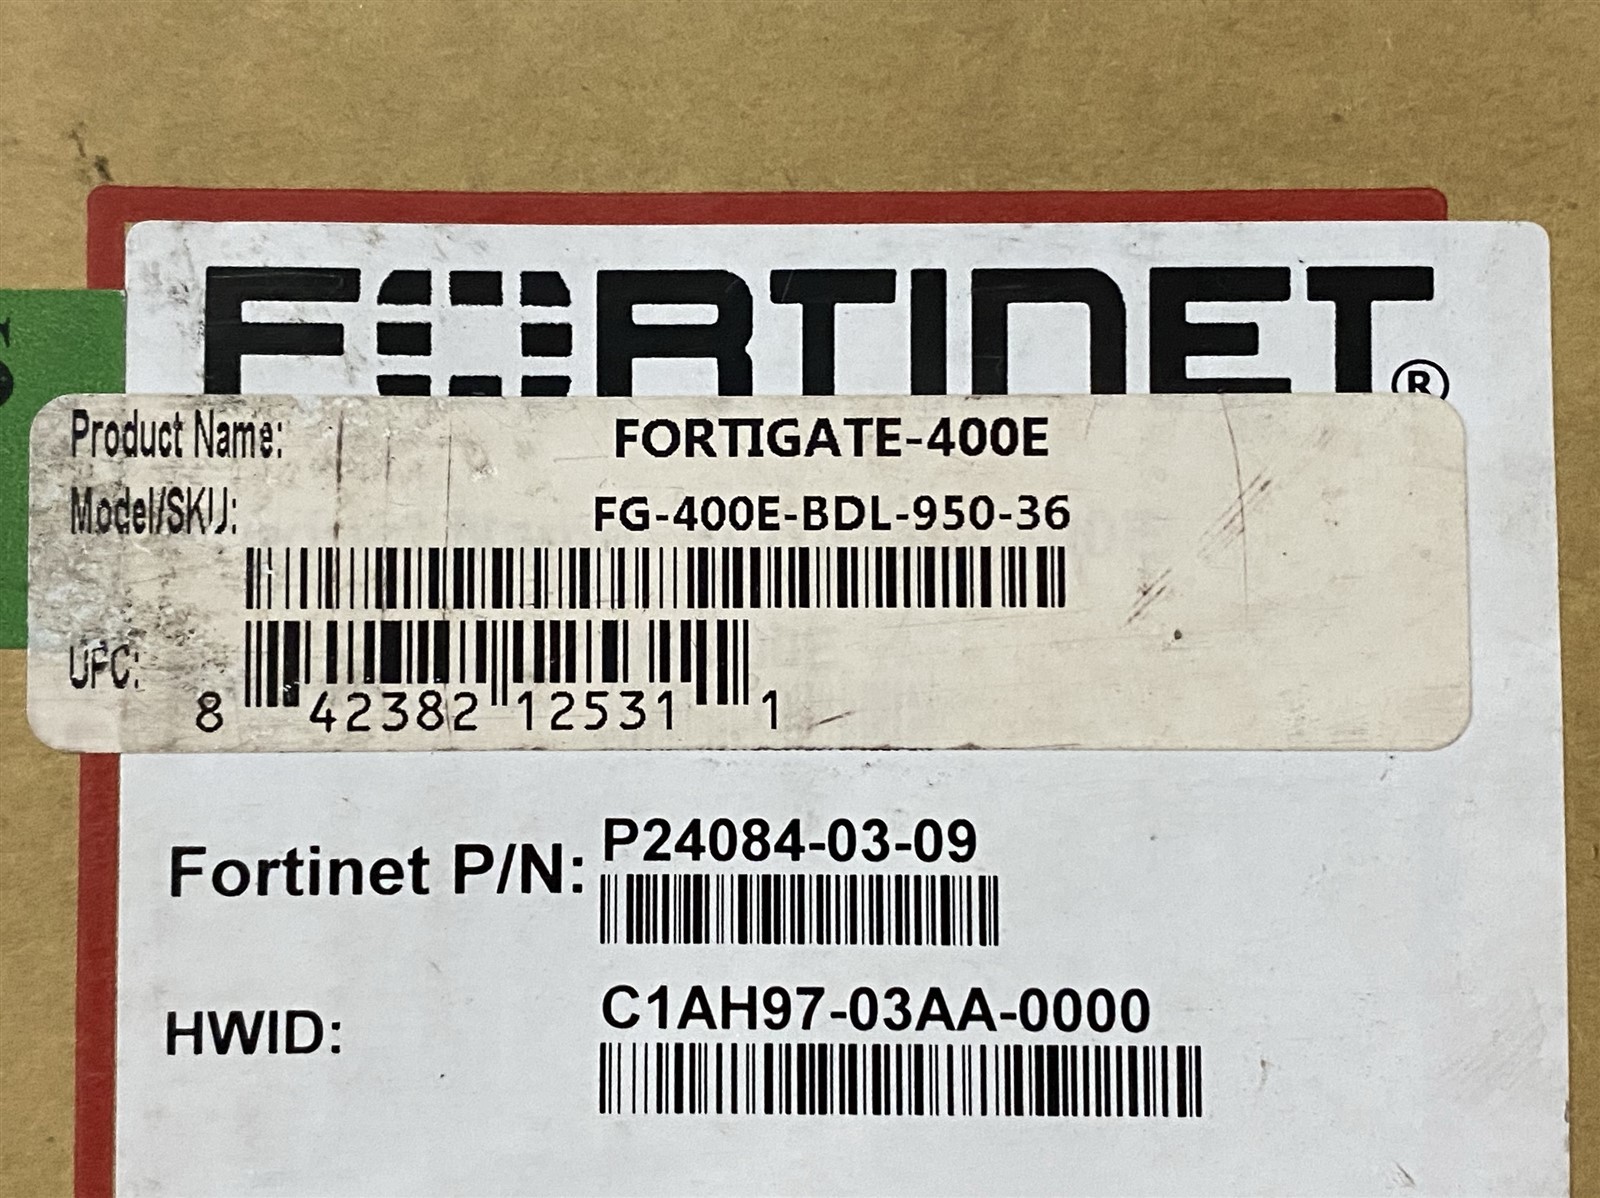 FORTINET®
Product Name: FORTIGATE-400E
Model/SKU: FG-400E-BDL-950-36
UPC:
8 42382 12531 1
Fortinet P/N: P24084-03-09
HWID: C1AH97-03AA-0000